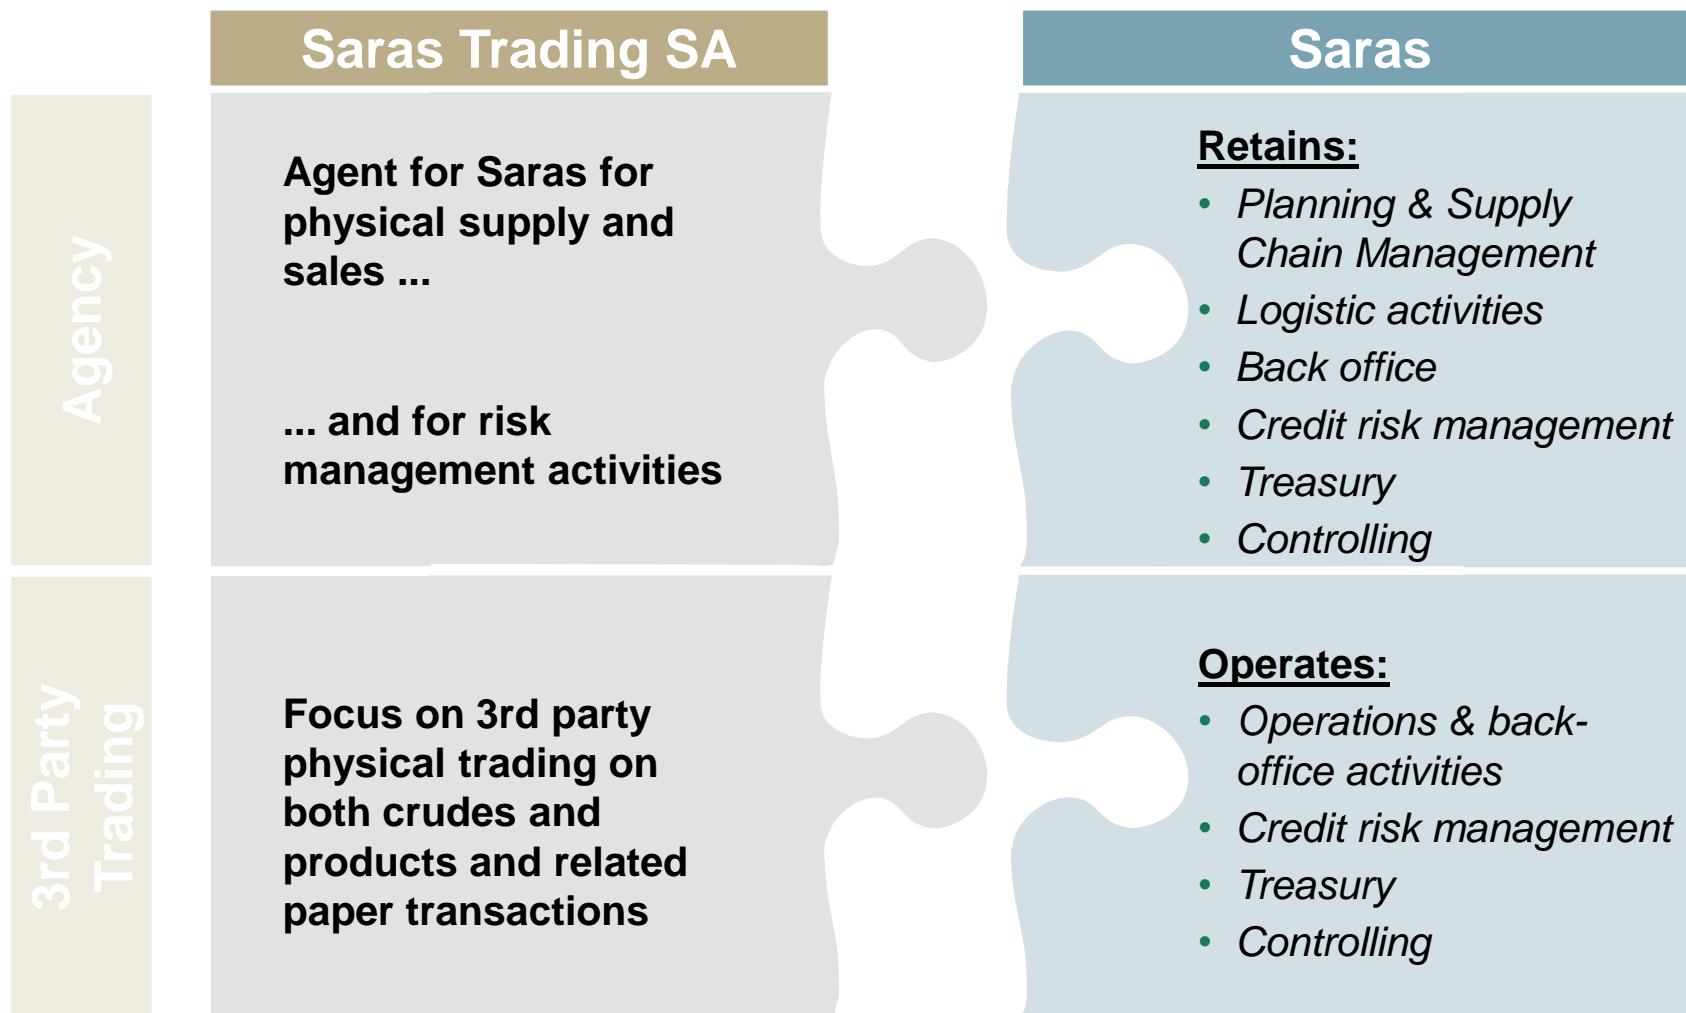 Saras Trading SA
Saras
Agency
Agent for Saras for
physical supply and
sales ...
... and for risk
management activities
Retains:
• Planning & Supply
Chain Management
• Logistic activities
• Back office
• Credit risk management
• Treasury
• Controlling
3rd Party
Trading
Focus on 3rd party
physical trading on
both crudes and
products and related
paper transactions
Operates:
• Operations & back-
office activities
• Credit risk management
• Treasury
• Controlling